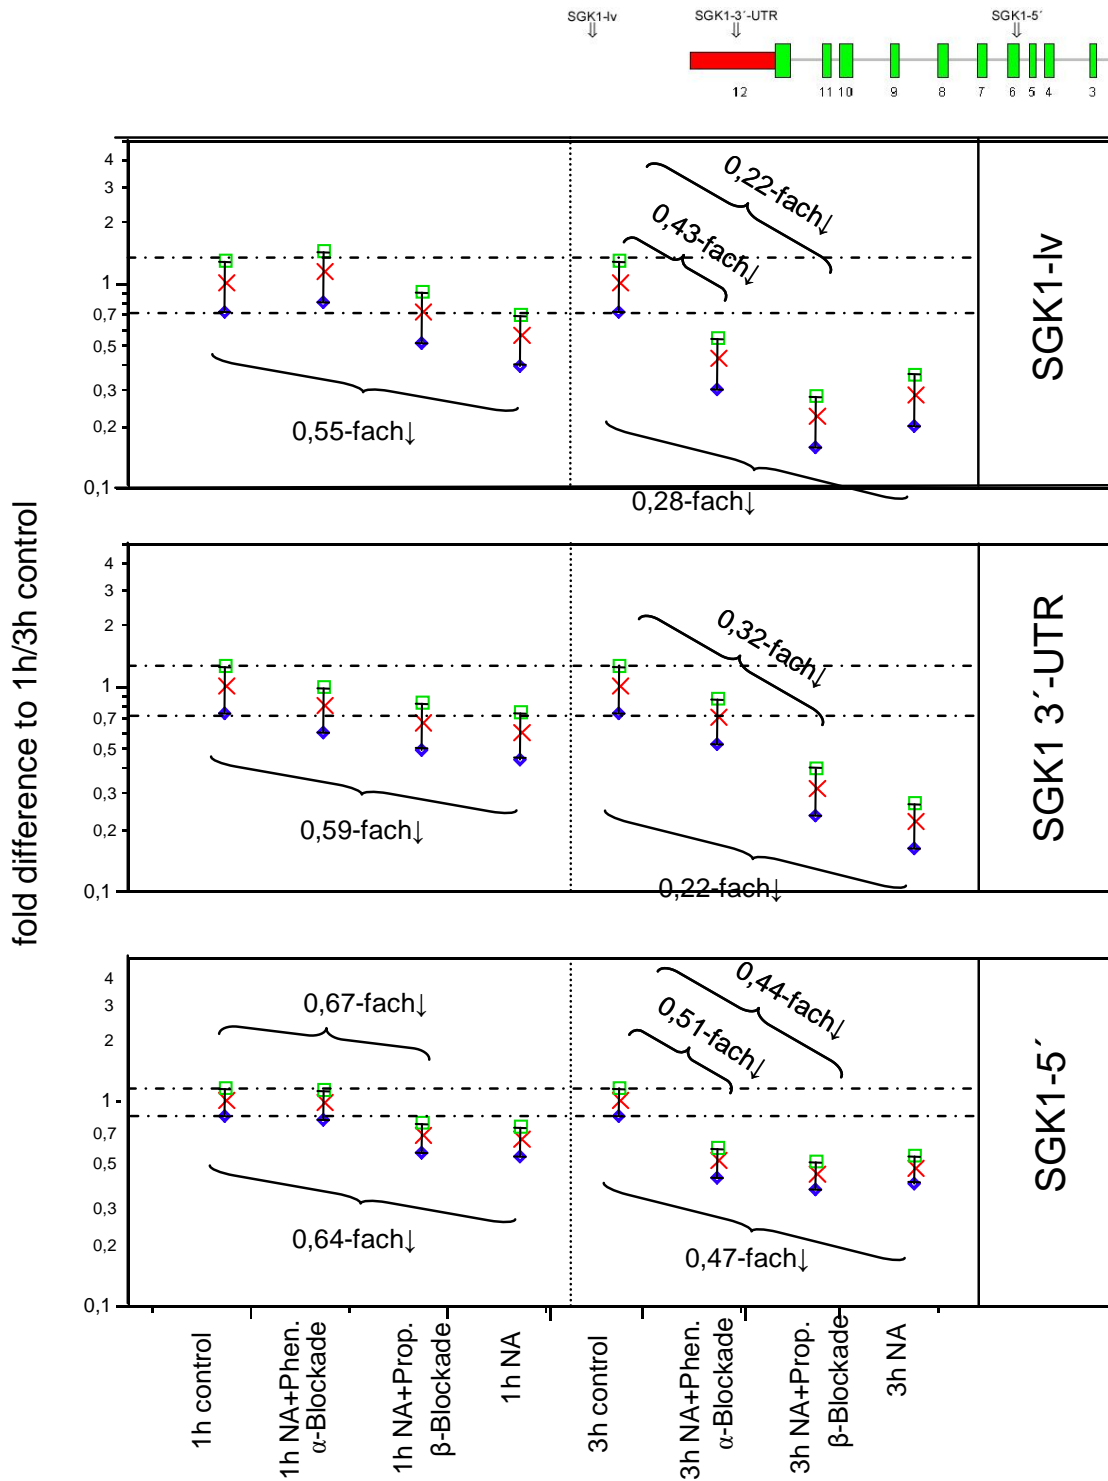 SGK1-lv SGK1-3´-UTR SGK1-5´
⇓ ⇓ ⇓
12 11 10 9 8 7 6 5 4 3
fold difference to 1h/3h control
4
3
2
1
0,7
0,5
0,3
0,2
0,1
0,55-fach↓
0,22-fach↓
0,43-fach↓
0,28-fach↓
SGK1-lv
4
3
2
1
0,7
0,5
0,3
0,2
0,1
0,59-fach↓
0,32-fach↓
0,22-fach↓
SGK1 3´-UTR
4
3
2
1
0,7
0,5
0,3
0,2
0,1
0,67-fach↓
0,64-fach↓
0,44-fach↓
0,51-fach↓
0,47-fach↓
SGK1-5´
1h control
1h NA+Phen.
α-Blockade
1h NA+Prop.
β-Blockade
1h NA
3h control
3h NA+Phen.
α-Blockade
3h NA+Prop.
β-Blockade
3h NA